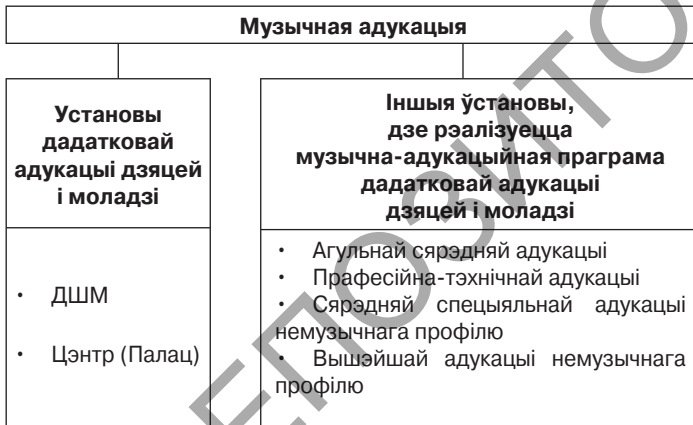 Музычная адукацыя
Установы
дадатковай
адукацыі дзяцей
і моладзі
Іншыя ўстановы,
дзе рэалізуецца
музычна-адукацыйная праграма
дадатковай адукацыі
дзяцей і моладзі
• ДШМ
• Цэнтр (Палац)
• Агульнай сярэдняй адукацыі
• Прафесійна-тэхнічнай адукацыі
• Сярэдняй спецыяльнай адукацыі
немузычнага профілю
• Вышэйшай адукацыі немузычнага
профілю